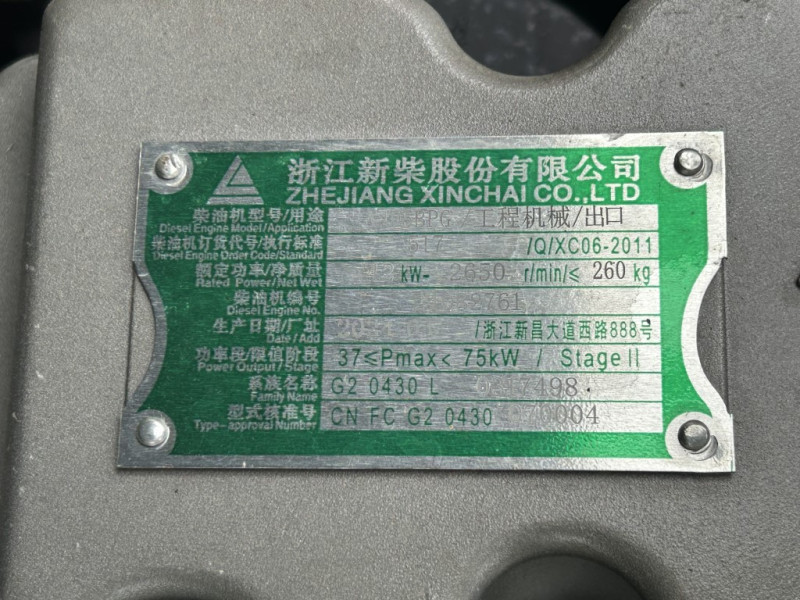 浙江新柴股份有限公司
ZHEJIANG XINCHAI CO.,LTD
柴油机型号/用途 BPG /工程机械/出口
Diesel Engine Model/Application
柴油机订货代号/执行标准 /Q/XC06-2011
Diesel Engine Order Code/Standard
额定功率/净质量 kW- 2650 r/min/≤ 260 kg
Rated Power/Net Wet
柴油机编号
Diesel Engine No.
生产日期/厂址 /浙江新昌大道西路888号
Date/Add
功率段/限值阶段 37≤Pmax< 75kW / Stage II
Power Output/Stage
系族名称 G2 0430 L
Family Name
型式核准号 CN FC G2 0430
Type-approval Number